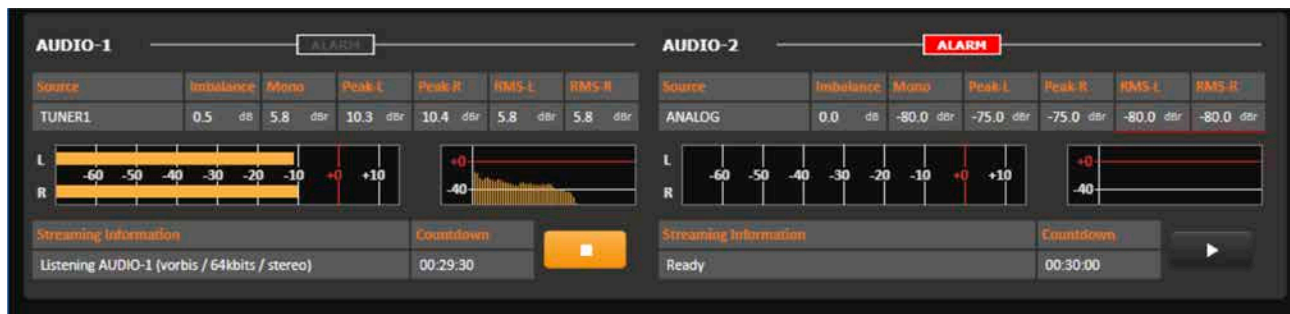 AUDIO-1
ALARM
Source Imbalance Mono Peak-L Peak-R RMS-L RMS-R
TUNER1 0.5 dB 5.8 dBr 10.3 dBr 10.4 dBr 5.8 dBr 5.8 dBr
L
-60 -50 -40 -30 -20 -10 +0 +10
R
+0
-40
Streaming Information Countdown
Listening AUDIO-1 (vorbis / 64kbits / stereo) 00:29:30
AUDIO-2
ALARM
Source Imbalance Mono Peak-L Peak-R RMS-L RMS-R
ANALOG 0.0 dB -80.0 dBr -75.0 dBr -75.0 dBr -80.0 dBr -80.0 dBr
L
-60 -50 -40 -30 -20 -10 +0 +10
R
+0
-40
Streaming Information Countdown
Ready 00:30:00